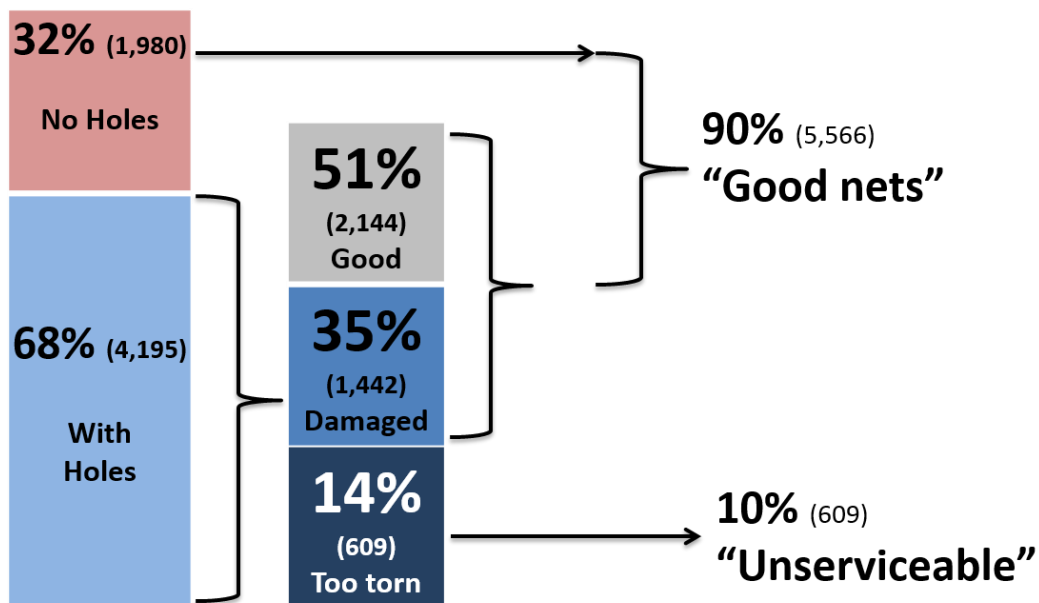 32% (1,980)
No Holes
68% (4,195)
With
Holes
51%
(2,144)
Good
35%
(1,442)
Damaged
14%
(609)
Too torn
90% (5,566)
“Good nets”
10% (609)
“Unserviceable”